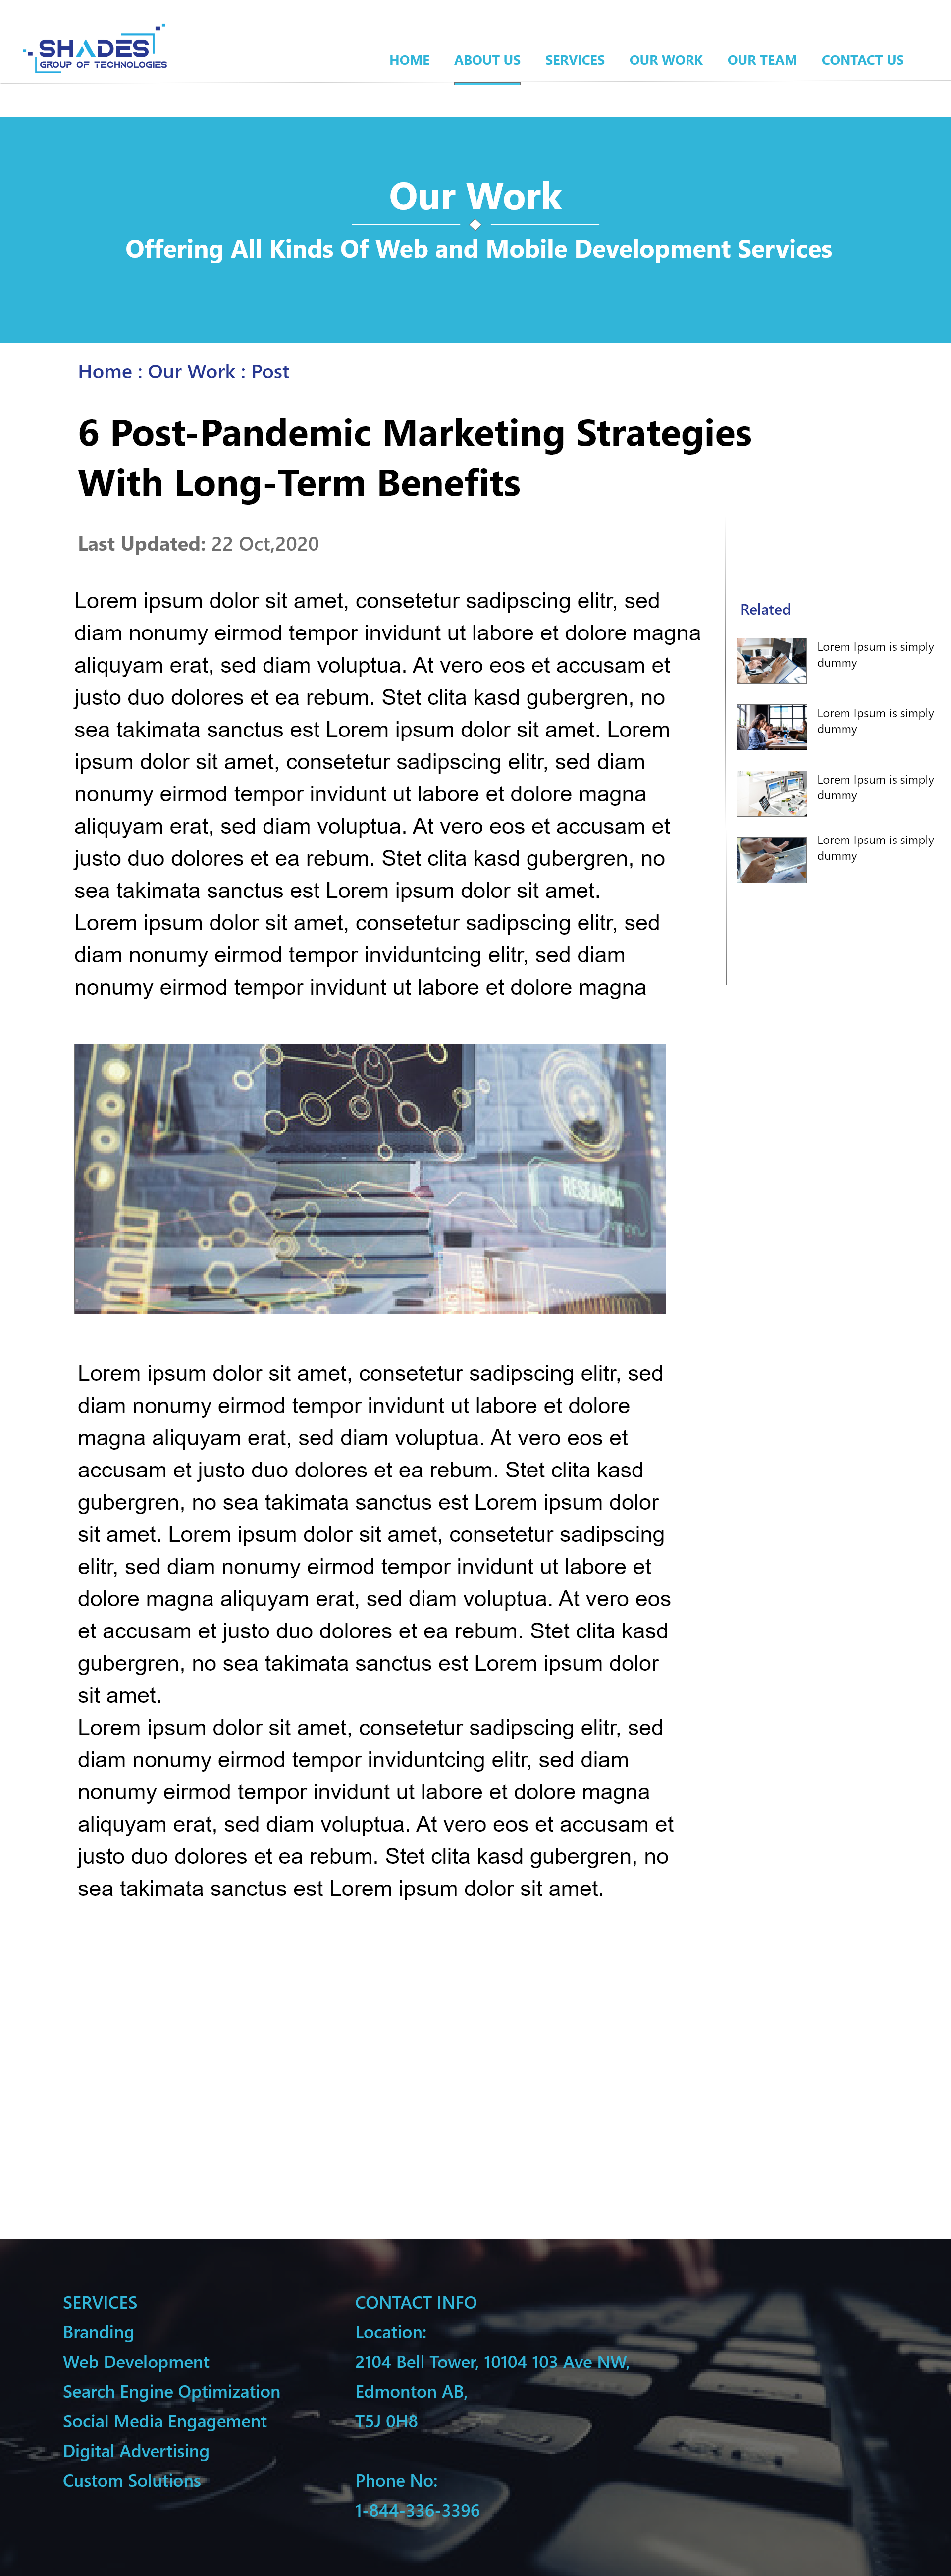 SHADES
GROUP OF TECHNOLOGIES
HOME ABOUT US SERVICES OUR WORK OUR TEAM CONTACT US
Our Work
Offering All Kinds Of Web and Mobile Development Services
Home : Our Work : Post
6 Post-Pandemic Marketing Strategies
With Long-Term Benefits
Last Updated: 22 Oct,2020
Lorem ipsum dolor sit amet, consetetur sadipscing elitr, sed
diam nonumy eirmod tempor invidunt ut labore et dolore magna
aliquyam erat, sed diam voluptua. At vero eos et accusam et
justo duo dolores et ea rebum. Stet clita kasd gubergren, no
sea takimata sanctus est Lorem ipsum dolor sit amet. Lorem
ipsum dolor sit amet, consetetur sadipscing elitr, sed diam
nonumy eirmod tempor invidunt ut labore et dolore magna
aliquyam erat, sed diam voluptua. At vero eos et accusam et
justo duo dolores et ea rebum. Stet clita kasd gubergren, no
sea takimata sanctus est Lorem ipsum dolor sit amet.
Lorem ipsum dolor sit amet, consetetur sadipscing elitr, sed
diam nonumy eirmod tempor inviduntcing elitr, sed diam
nonumy eirmod tempor invidunt ut labore et dolore magna
Related
Lorem Ipsum is simply
dummy
Lorem Ipsum is simply
dummy
Lorem Ipsum is simply
dummy
Lorem Ipsum is simply
dummy
RESEARCH
Lorem ipsum dolor sit amet, consetetur sadipscing elitr, sed
diam nonumy eirmod tempor invidunt ut labore et dolore
magna aliquyam erat, sed diam voluptua. At vero eos et
accusam et justo duo dolores et ea rebum. Stet clita kasd
gubergren, no sea takimata sanctus est Lorem ipsum dolor
sit amet. Lorem ipsum dolor sit amet, consetetur sadipscing
elitr, sed diam nonumy eirmod tempor invidunt ut labore et
dolore magna aliquyam erat, sed diam voluptua. At vero eos
et accusam et justo duo dolores et ea rebum. Stet clita kasd
gubergren, no sea takimata sanctus est Lorem ipsum dolor
sit amet.
Lorem ipsum dolor sit amet, consetetur sadipscing elitr, sed
diam nonumy eirmod tempor inviduntcing elitr, sed diam
nonumy eirmod tempor invidunt ut labore et dolore magna
aliquyam erat, sed diam voluptua. At vero eos et accusam et
justo duo dolores et ea rebum. Stet clita kasd gubergren, no
sea takimata sanctus est Lorem ipsum dolor sit amet.
SERVICES
Branding
Web Development
Search Engine Optimization
Social Media Engagement
Digital Advertising
Custom Solutions
CONTACT INFO
Location:
2104 Bell Tower, 10104 103 Ave NW,
Edmonton AB,
T5J 0H8
Phone No:
1-844-336-3396